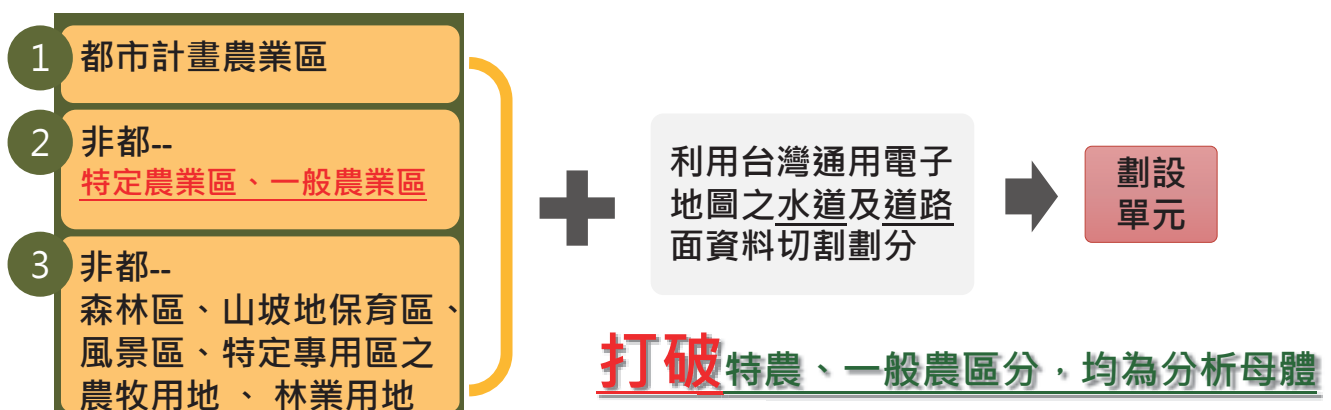 1 都市計畫農業區
2 非都--
特定農業區、一般農業區
3 非都--
森林區、山坡地保育區、
風景區、特定專用區之
農牧用地 、 林業用地
利用台灣通用電子
地圖之水道及道路
面資料切割劃分
劃設
單元
打破特農、一般農區分，均為分析母體